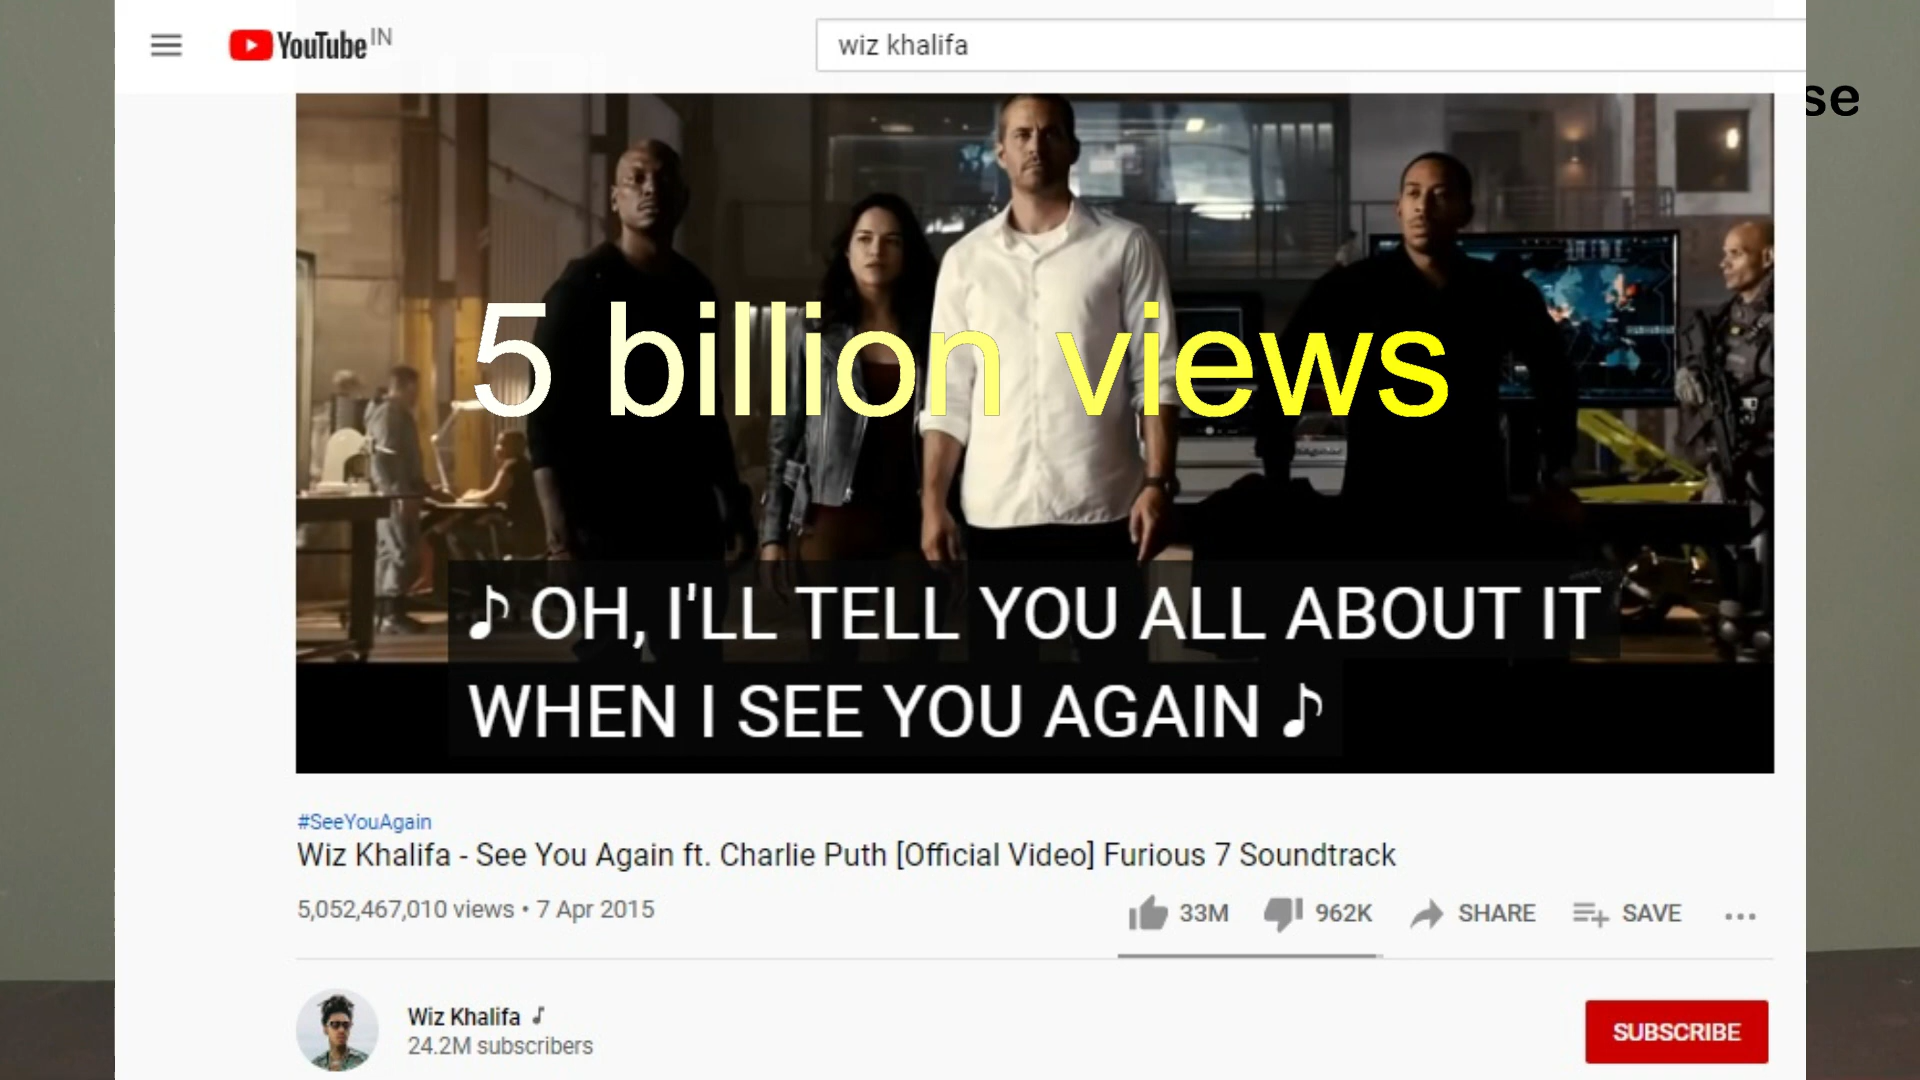 YouTube IN
wiz khalifa
se
5 billion views
♪ OH, I'LL TELL YOU ALL ABOUT IT
WHEN I SEE YOU AGAIN ♪
#SeeYouAgain
Wiz Khalifa - See You Again ft. Charlie Puth [Official Video] Furious 7 Soundtrack
5,052,467,010 views • 7 Apr 2015
33M 962K SHARE SAVE ...
Wiz Khalifa ♪
24.2M subscribers
SUBSCRIBE